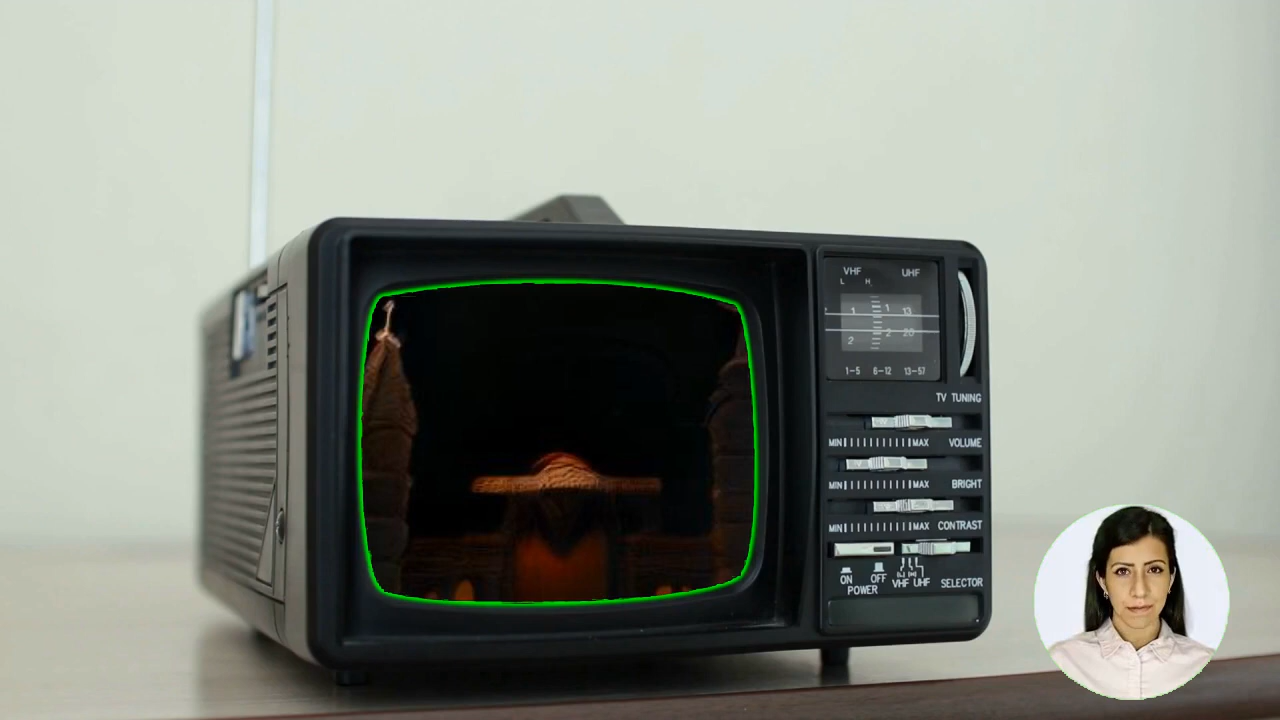 VHF UHF
L H
1 1 13
2 2 20
1-5 6-12 13-57
TV TUNING
MIN MAX VOLUME
MIN MAX BRIGHT
MIN MAX CONTRAST
ON OFF VHF UHF SELECTOR
POWER